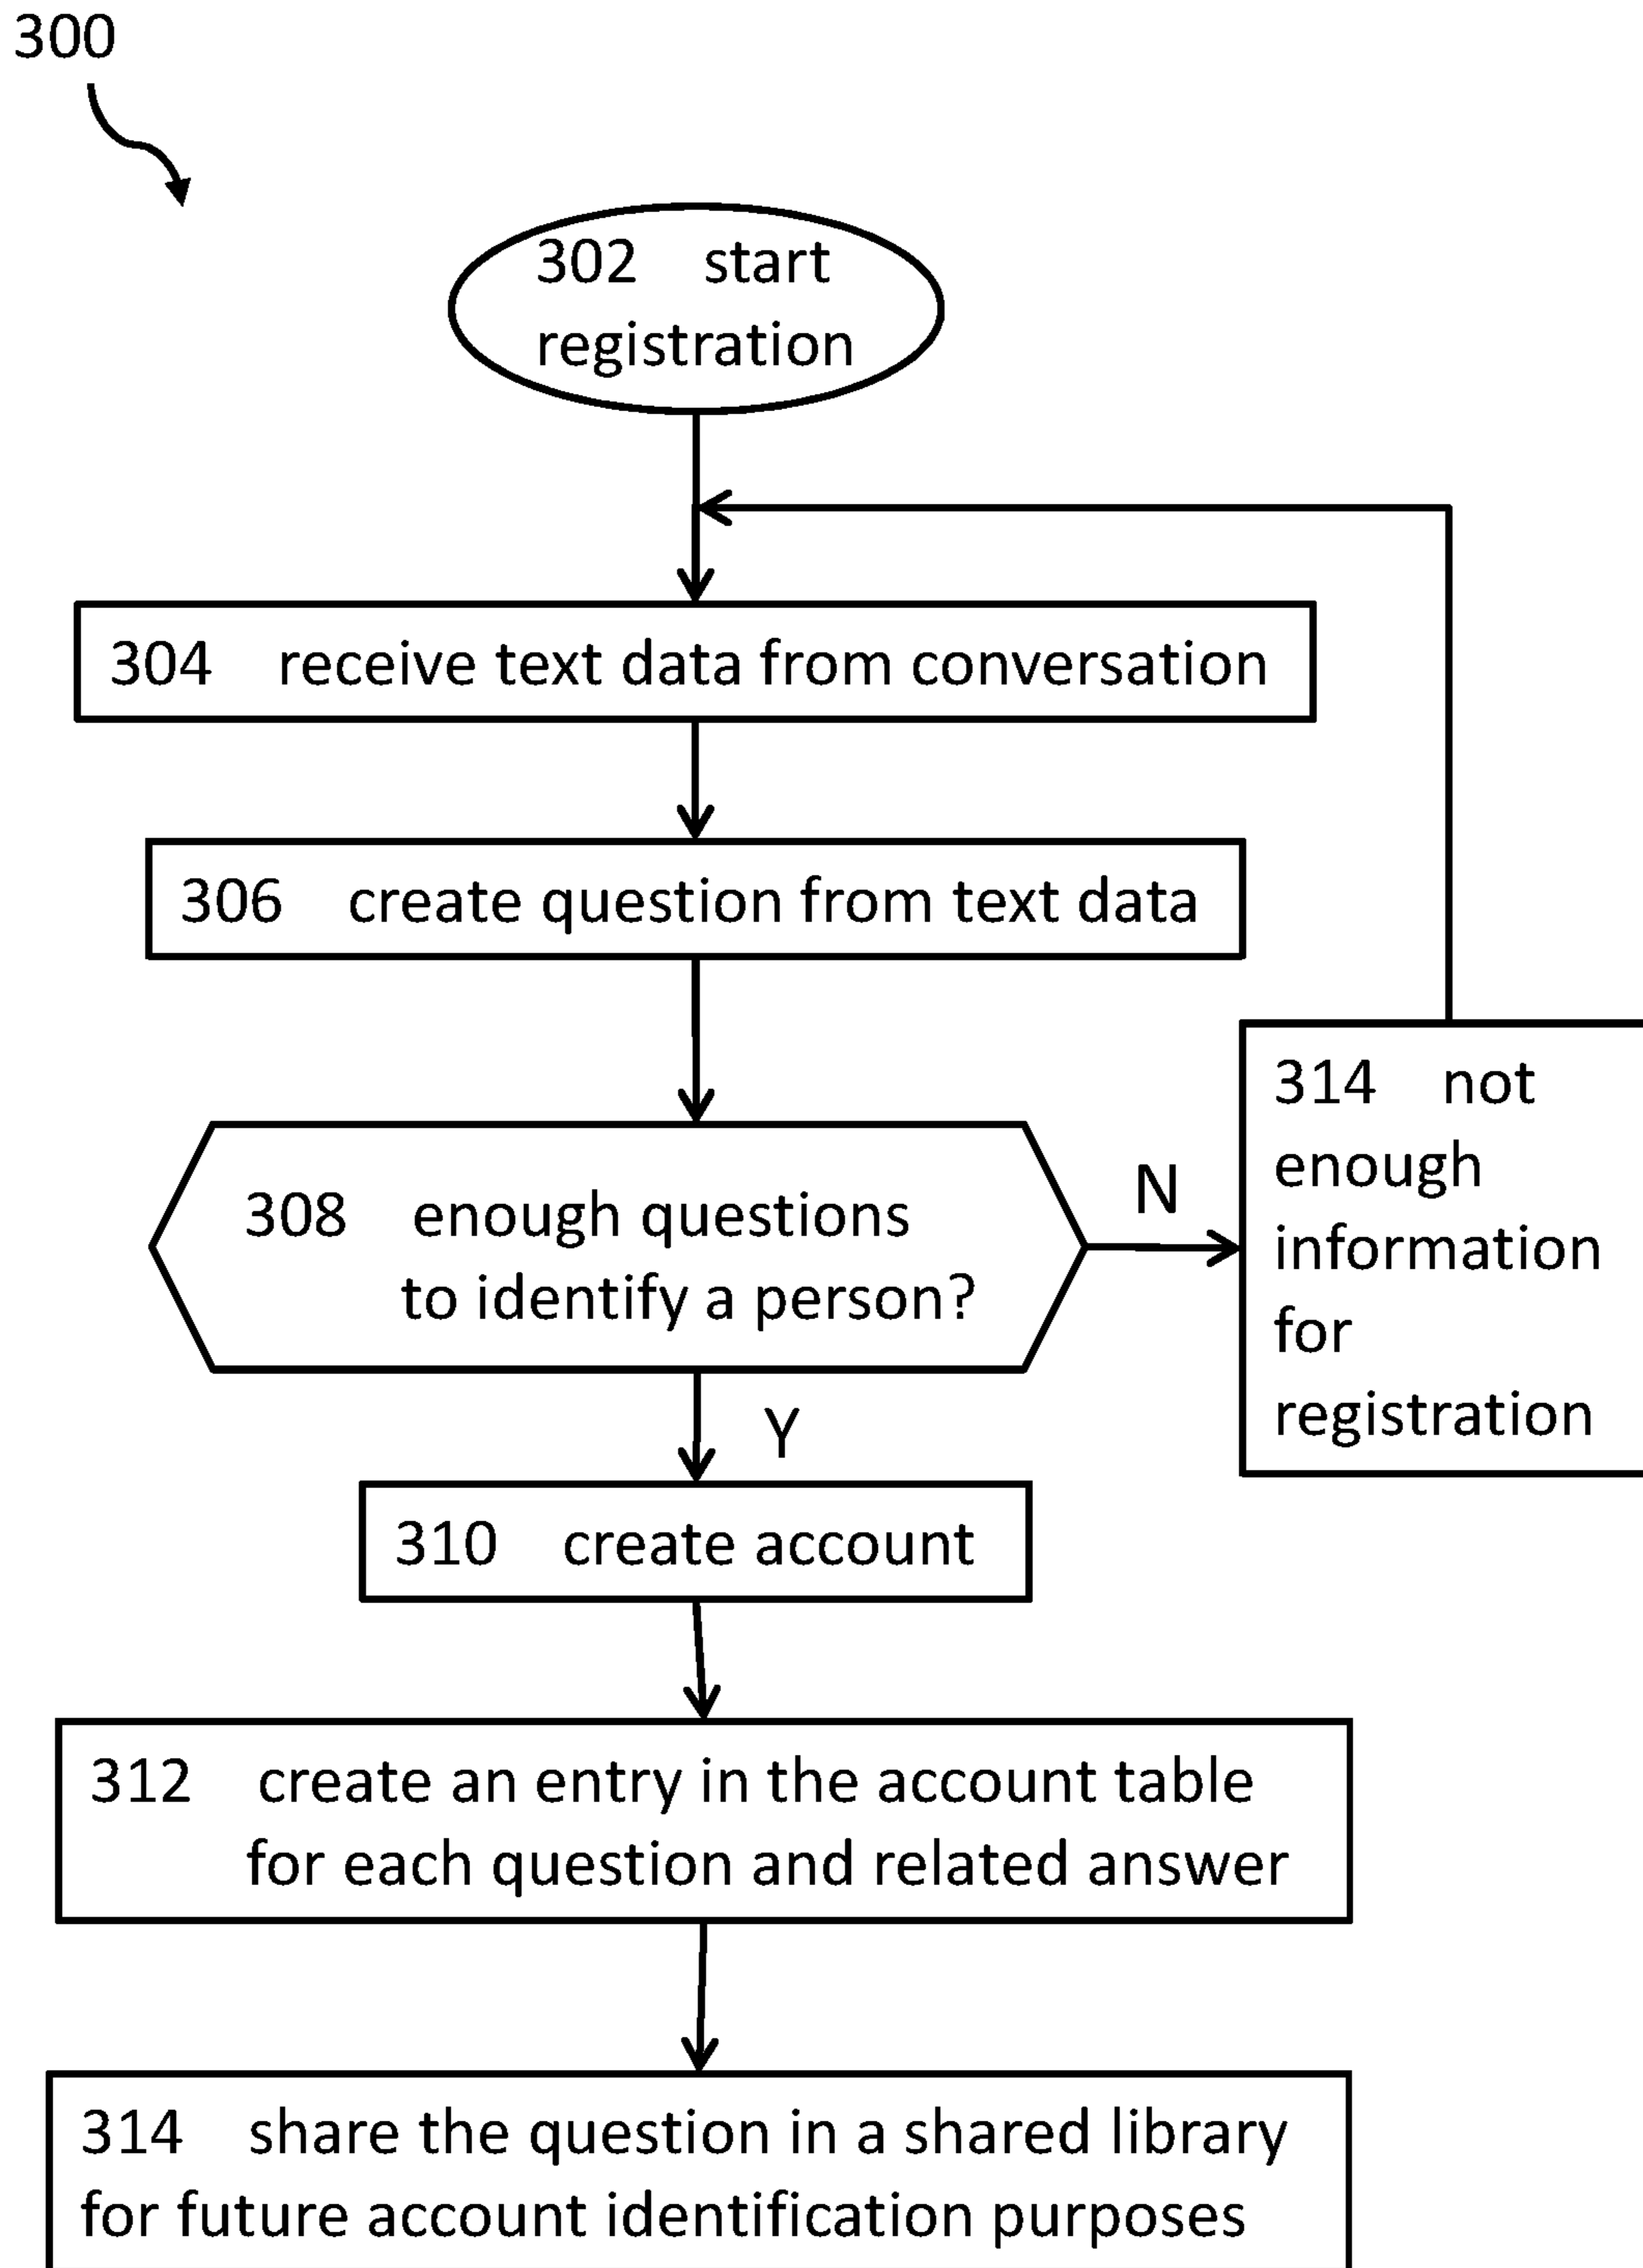 300
302 start
registration
304 receive text data from conversation
306 create question from text data
308 enough questions
to identify a person?
N
314 not
enough
information
for
registration
Y
310 create account
312 create an entry in the account table
for each question and related answer
314 share the question in a shared library
for future account identification purposes